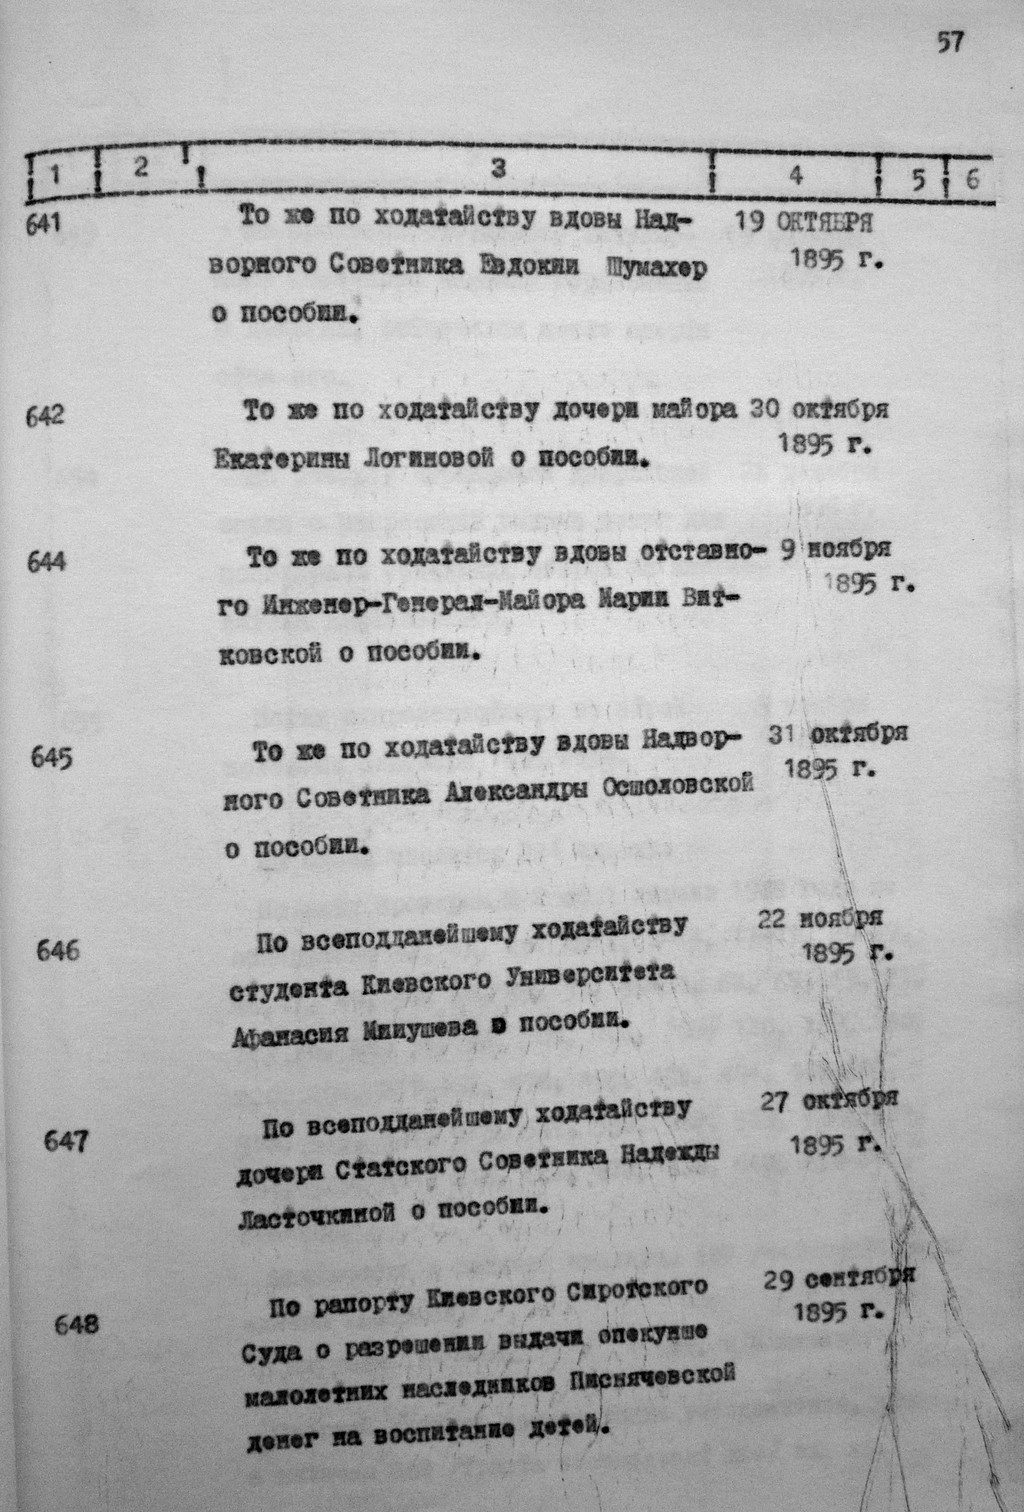 57
1 2 3 4 5 6
641 То же по ходатайству вдовы Над- 19 ОКТЯБРЯ
ворного Советника Евдокии Шумахер 1895 г.
о пособии.
642 То же по ходатайству дочери майора 30 октября
Екатерины Логиновой о пособии. 1895 г.
644 То же по ходатайству вдовы отставно- 9 ноября
го Инженер-Генерал-Майора Марии Вит- 1895 г.
ковской о пособии.
645 То же по ходатайству вдовы Надвор- 31 октября
ного Советника Александры Осмоловской 1895 г.
о пособии.
646 По всеподданейшему ходатайству 22 ноября
студента Киевского Университета 1895 г.
Афанасия Минушева о пособии.
647 По всеподданейшему ходатайству 27 октября
дочери Статского Советника Надежды 1895 г.
Ласточкиной о пособии.
648 По рапорту Киевского Сиротского 29 сентября
Суда о разрешении выдачи опекунше 1895 г.
малолетних наследников Писнячевской
денег на воспитание детей.